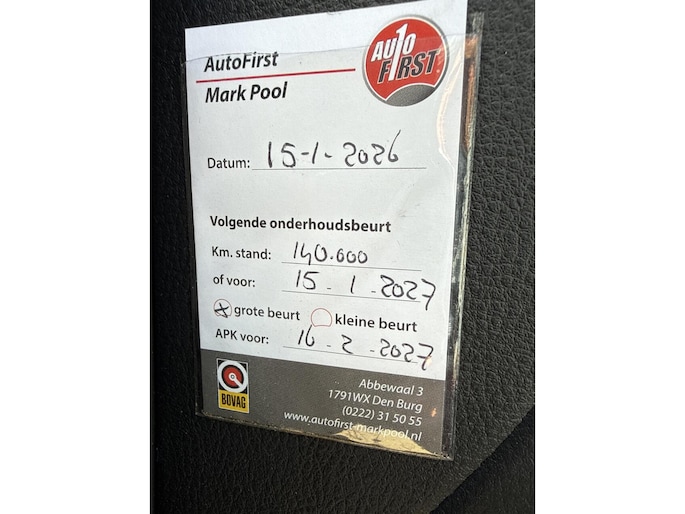 AutoFirst
Mark Pool
AUTO
F1RST
Datum: 15-1-2026
Volgende onderhoudsbeurt
Km. stand: 140.000
of voor: 15-1-2027
grote beurt kleine beurt
APK voor: 16-2-2027
BOVAG
Abbewaal 3
1791WX Den Burg
(0222) 31 50 55
www.autofirst-markpool.nl